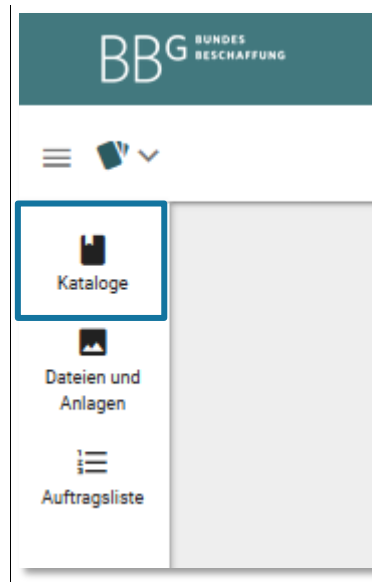 BBG BUNDES
BESCHAFFUNG
Kataloge
Dateien und
Anlagen
Auftragsliste